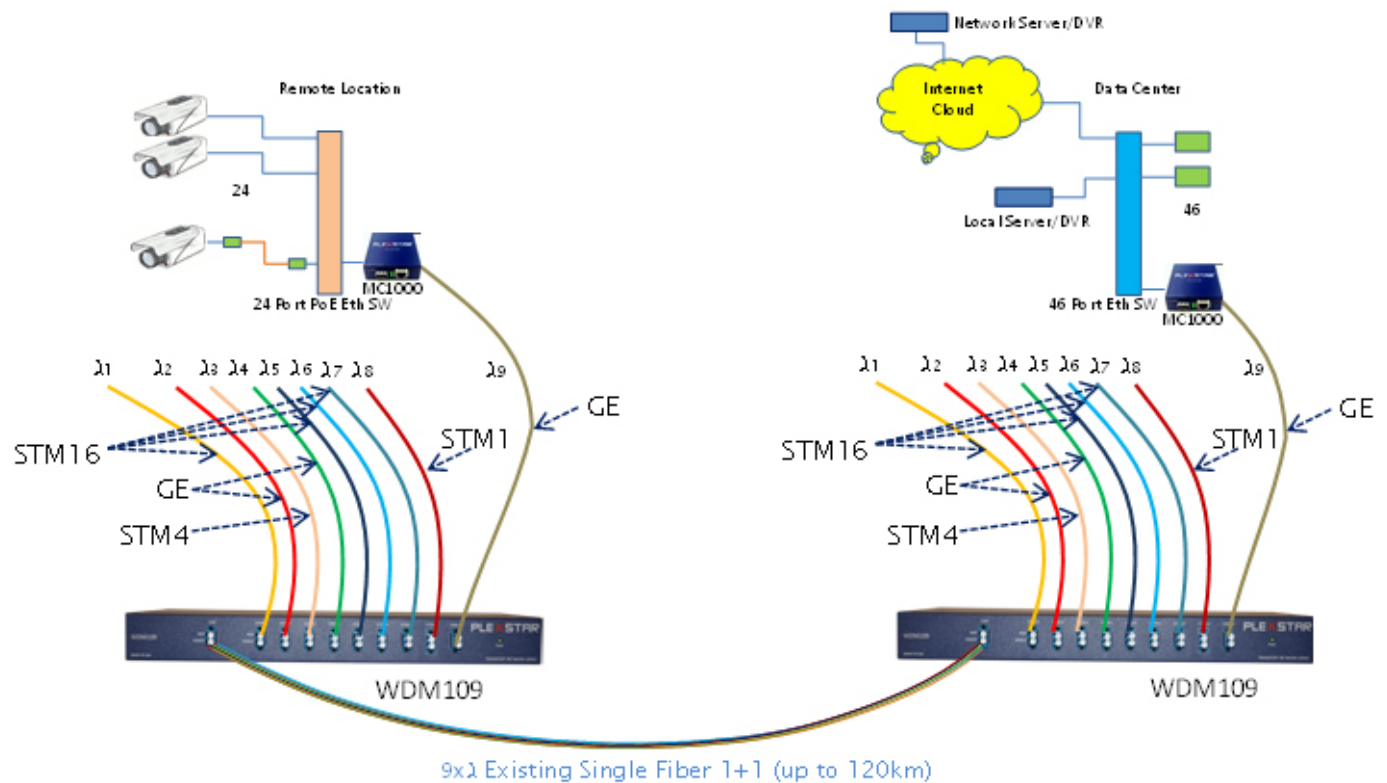 Network Server/DVR
Remote Location
Internet
Cloud
Data Center
24
46
Local Server/DVR
PLEXSTAR
MC1000
24 Port PoE Eth SW
46 Port Eth SW
MC1000
λ1 λ2 λ3 λ4 λ5 λ6 λ7 λ8 λ9
λ1 λ2 λ3 λ4 λ5 λ6 λ7 λ8 λ9
GE
GE
STM16
STM1
STM16
STM1
GE
GE
STM4
STM4
WDM109
PLEXSTAR
WDM109
PLEXSTAR
WDM109
WDM109
9xλ Existing Single Fiber 1+1 (up to 120km)